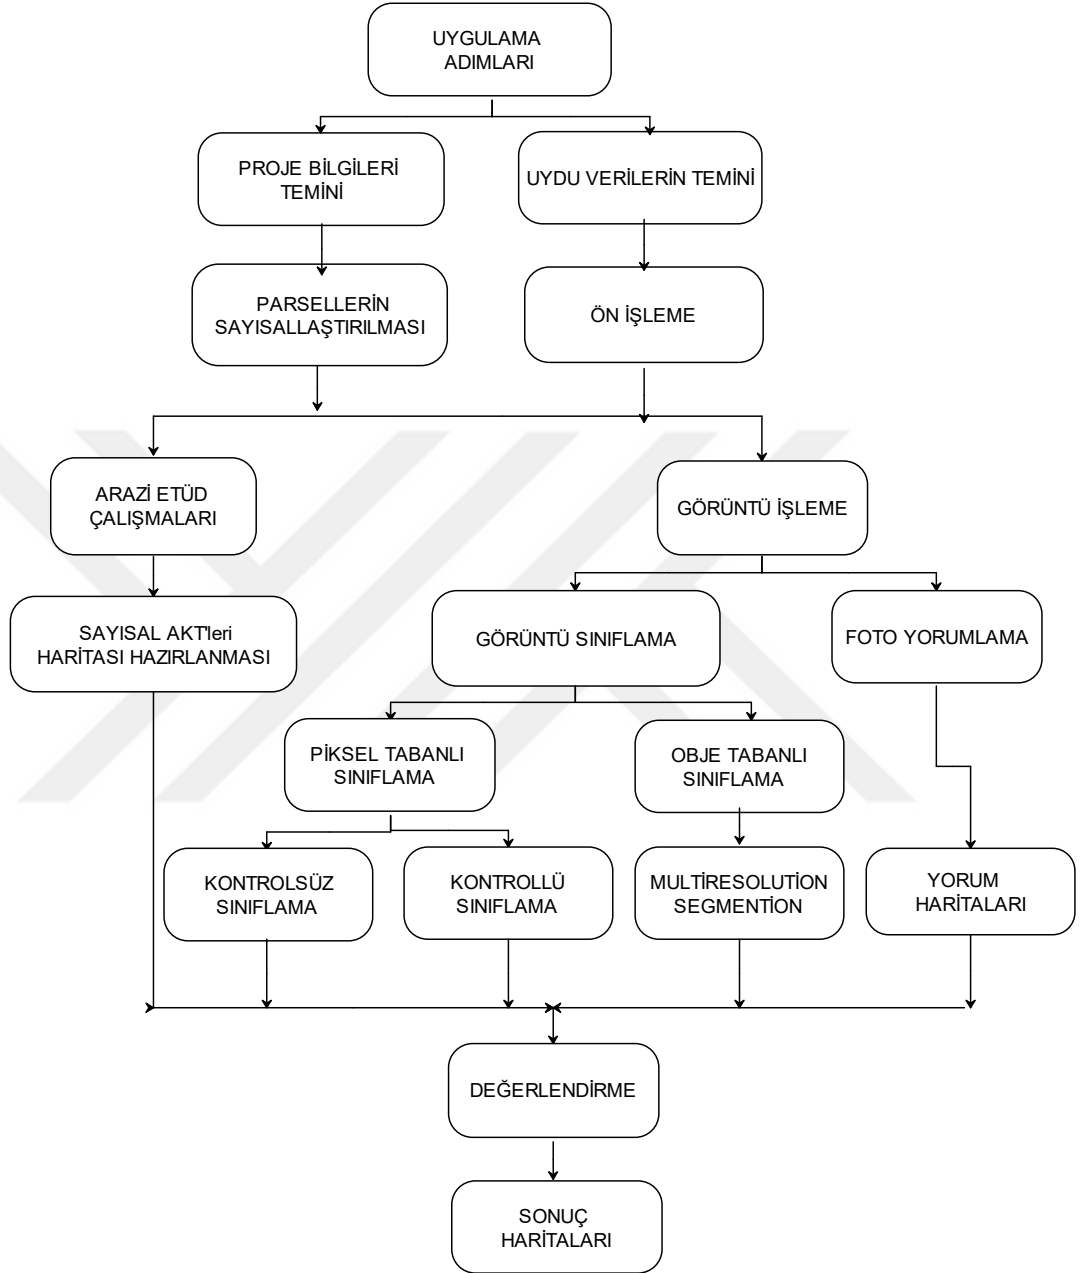 UYGULAMA
ADIMLARI
PROJE BİLGİLERİ
TEMİNİ
UYDU VERİLERİN TEMİNİ
PARSELLERİN
SAYISALLAŞTIRILMASI
ÖN İŞLEME
ARAZİ ETÜD
ÇALIŞMALARI
GÖRÜNTÜ İŞLEME
SAYISAL AKT'leri
HARİTASI HAZIRLANMASI
GÖRÜNTÜ SINIFLAMA
FOTO YORUMLAMA
PİKSEL TABANLI
SINIFLAMA
OBJE TABANLI
SINIFLAMA
KONTROLSÜZ
SINIFLAMA
KONTROLLÜ
SINIFLAMA
MULTİRESOLUTİON
SEGMENTİON
YORUM
HARİTALARI
DEĞERLENDİRME
SONUÇ
HARİTALARI